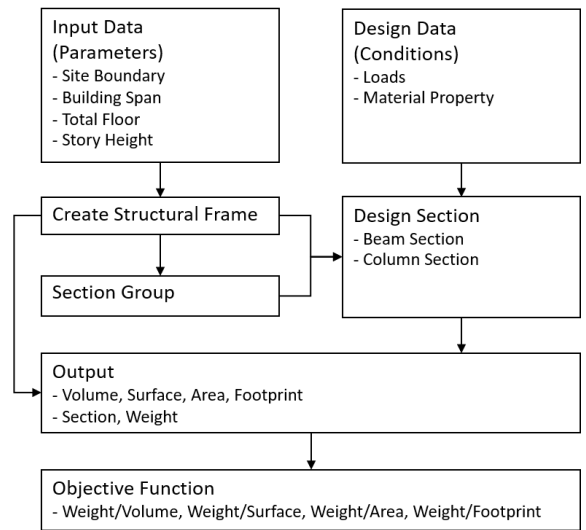 Input Data
(Parameters)
- Site Boundary
- Building Span
- Total Floor
- Story Height
Design Data
(Conditions)
- Loads
- Material Property
Create Structural Frame
Section Group
Design Section
- Beam Section
- Column Section
Output
- Volume, Surface, Area, Footprint
- Section, Weight
Objective Function
- Weight/Volume, Weight/Surface, Weight/Area, Weight/Footprint